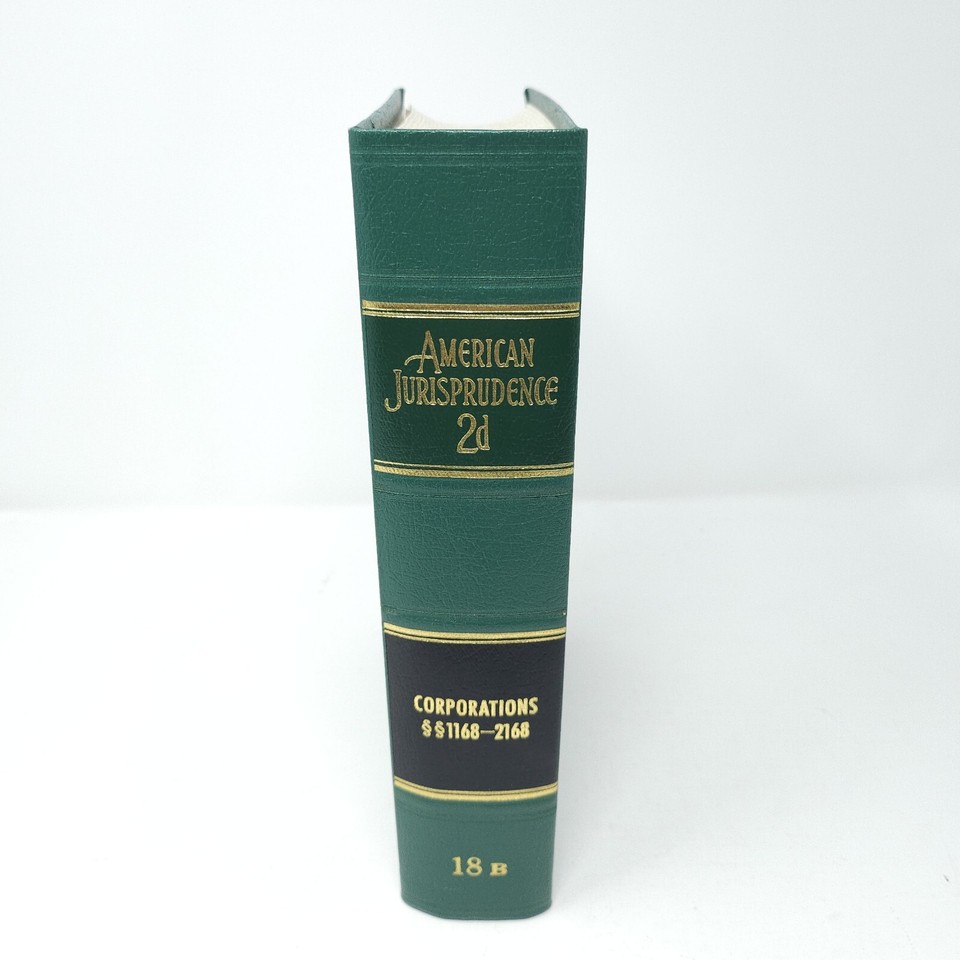 AMERICAN
JURISPRUDENCE
2d
CORPORATIONS
§§1168—2168
18 B